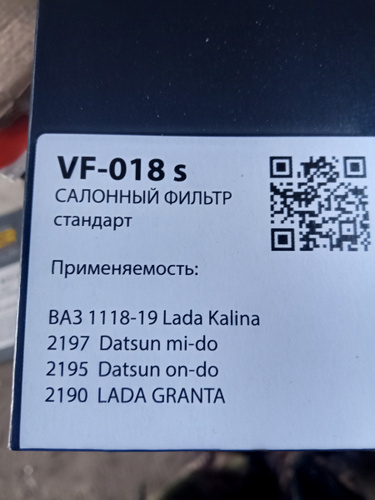 VF-018 s
САЛОННЫЙ ФИЛЬТР
стандарт
Применяемость:
ВАЗ 1118-19 Lada Kalina
2197 Datsun mi-do
2195 Datsun on-do
2190 LADA GRANTA